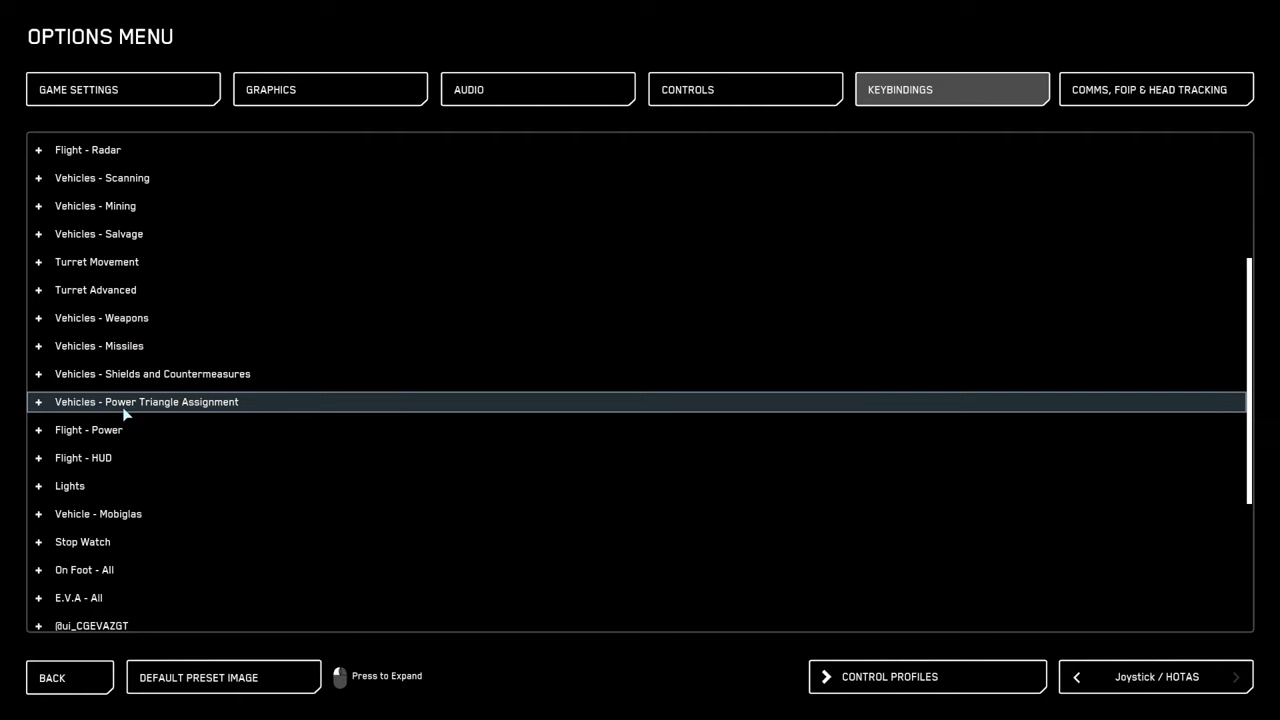 OPTIONS MENU
GAME SETTINGS
GRAPHICS
AUDIO
CONTROLS
KEYBINDINGS
COMMS, FOIP & HEAD TRACKING
+ Flight - Radar
+ Vehicles - Scanning
+ Vehicles - Mining
+ Vehicles - Salvage
+ Turret Movement
+ Turret Advanced
+ Vehicles - Weapons
+ Vehicles - Missiles
+ Vehicles - Shields and Countermeasures
+ Vehicles - Power Triangle Assignment
+ Flight - Power
+ Flight - HUD
+ Lights
+ Vehicle - Mobiglas
+ Stop Watch
+ On Foot - All
+ E.V.A - All
+ @ui_CGEVAZGT
BACK
DEFAULT PRESET IMAGE
Press to Expand
CONTROL PROFILES
Joystick / HOTAS